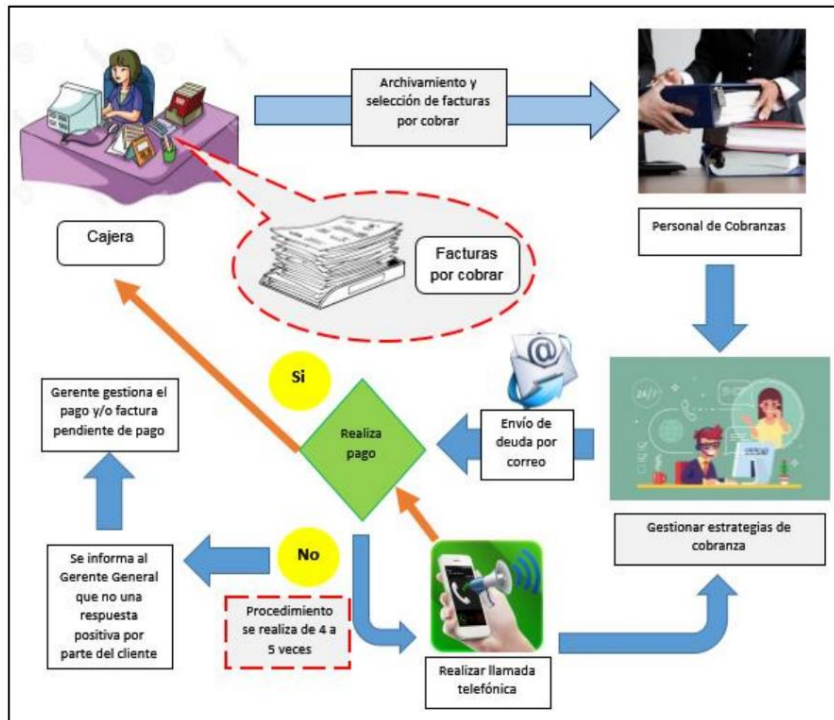 Archivamiento y
selección de facturas
por cobrar
Cajera
Facturas
por cobrar
Personal de Cobranzas
Si
Gerente gestiona el
pago y/o factura
pendiente de pago
Realiza
pago
Envío de
deuda por
correo
24/7
Gestionar estrategias de
cobranza
No
Se informa al
Gerente General
que no una
respuesta
positiva por
parte del cliente
Procedimiento
se realiza de 4 a
5 veces
Realizar llamada
telefónica